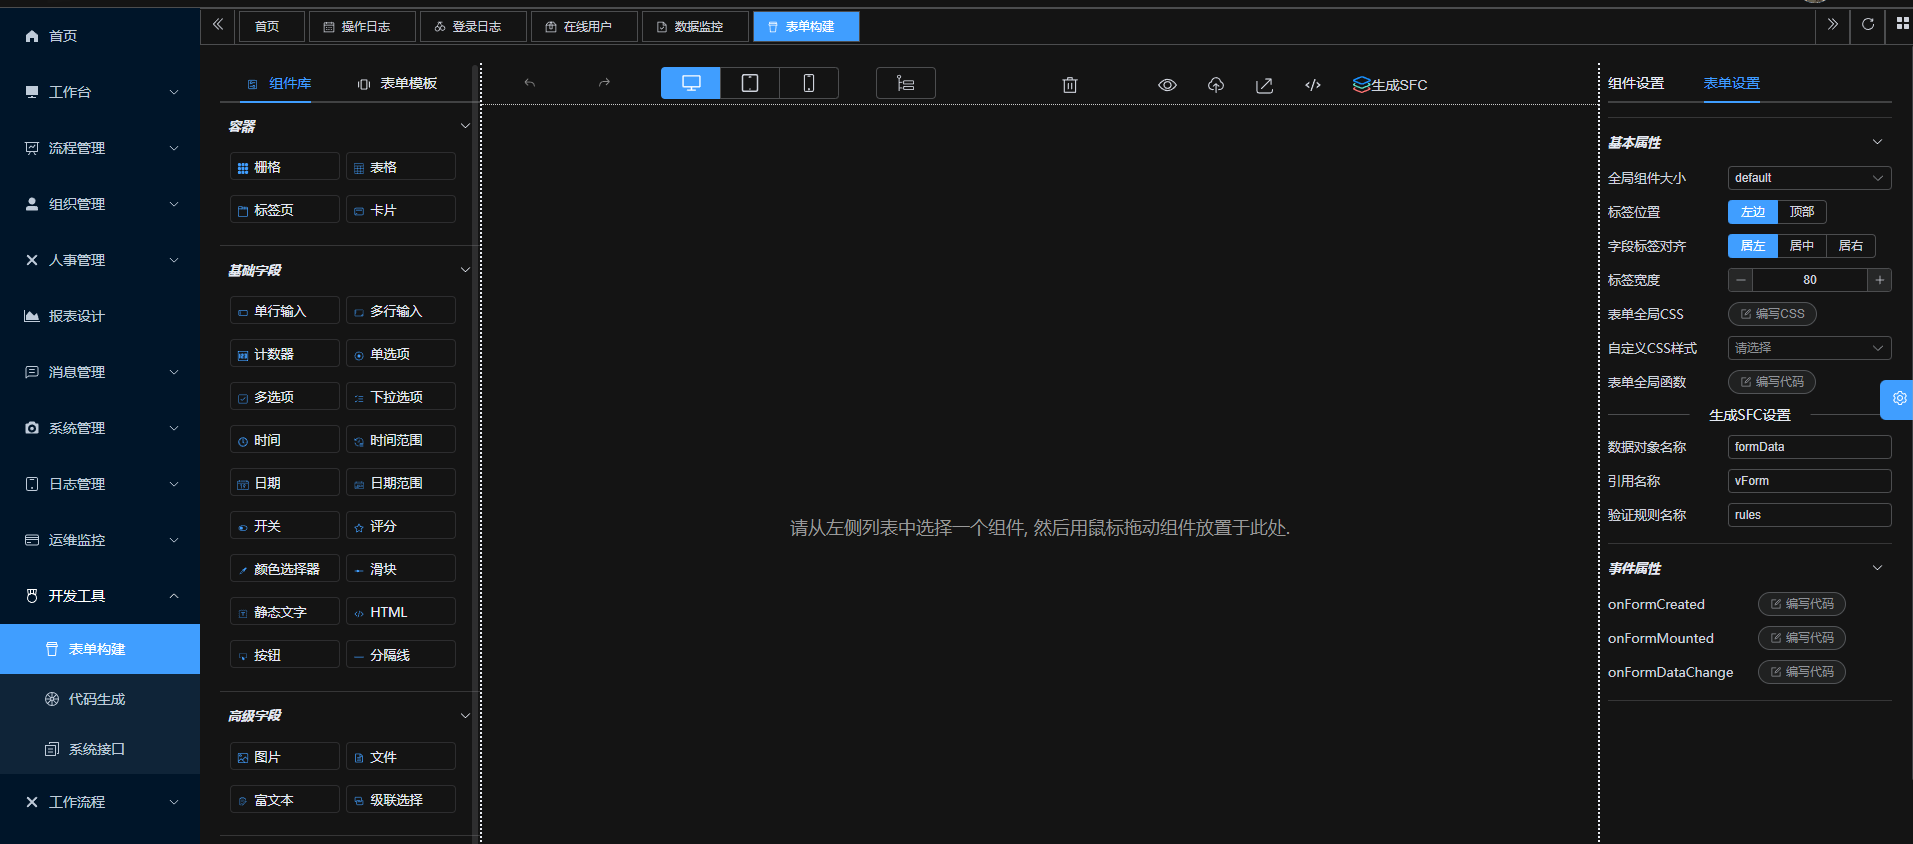 首页
工作台
流程管理
组织管理
人事管理
报表设计
消息管理
系统管理
日志管理
运维监控
开发工具
表单构建
代码生成
系统接口
工作流程
首页
操作日志
登录日志
在线用户
数据监控
表单构建
组件库
表单模板
容器
栅格
表格
标签页
卡片
基础字段
单行输入
多行输入
计数器
单选项
多选项
下拉选项
时间
时间范围
日期
日期范围
开关
评分
颜色选择器
滑块
静态文字
HTML
按钮
分隔线
高级字段
图片
文件
富文本
级联选择
生成SFC
请从左侧列表中选择一个组件, 然后用鼠标拖动组件放置于此处.
组件设置
表单设置
基本属性
全局组件大小
default
标签位置
左边
顶部
字段标签对齐
居左
居中
居右
标签宽度
80
表单全局CSS
编写CSS
自定义CSS样式
请选择
表单全局函数
编写代码
生成SFC设置
数据对象名称
formData
引用名称
vForm
验证规则名称
rules
事件属性
onFormCreated
编写代码
onFormMounted
编写代码
onFormDataChange
编写代码